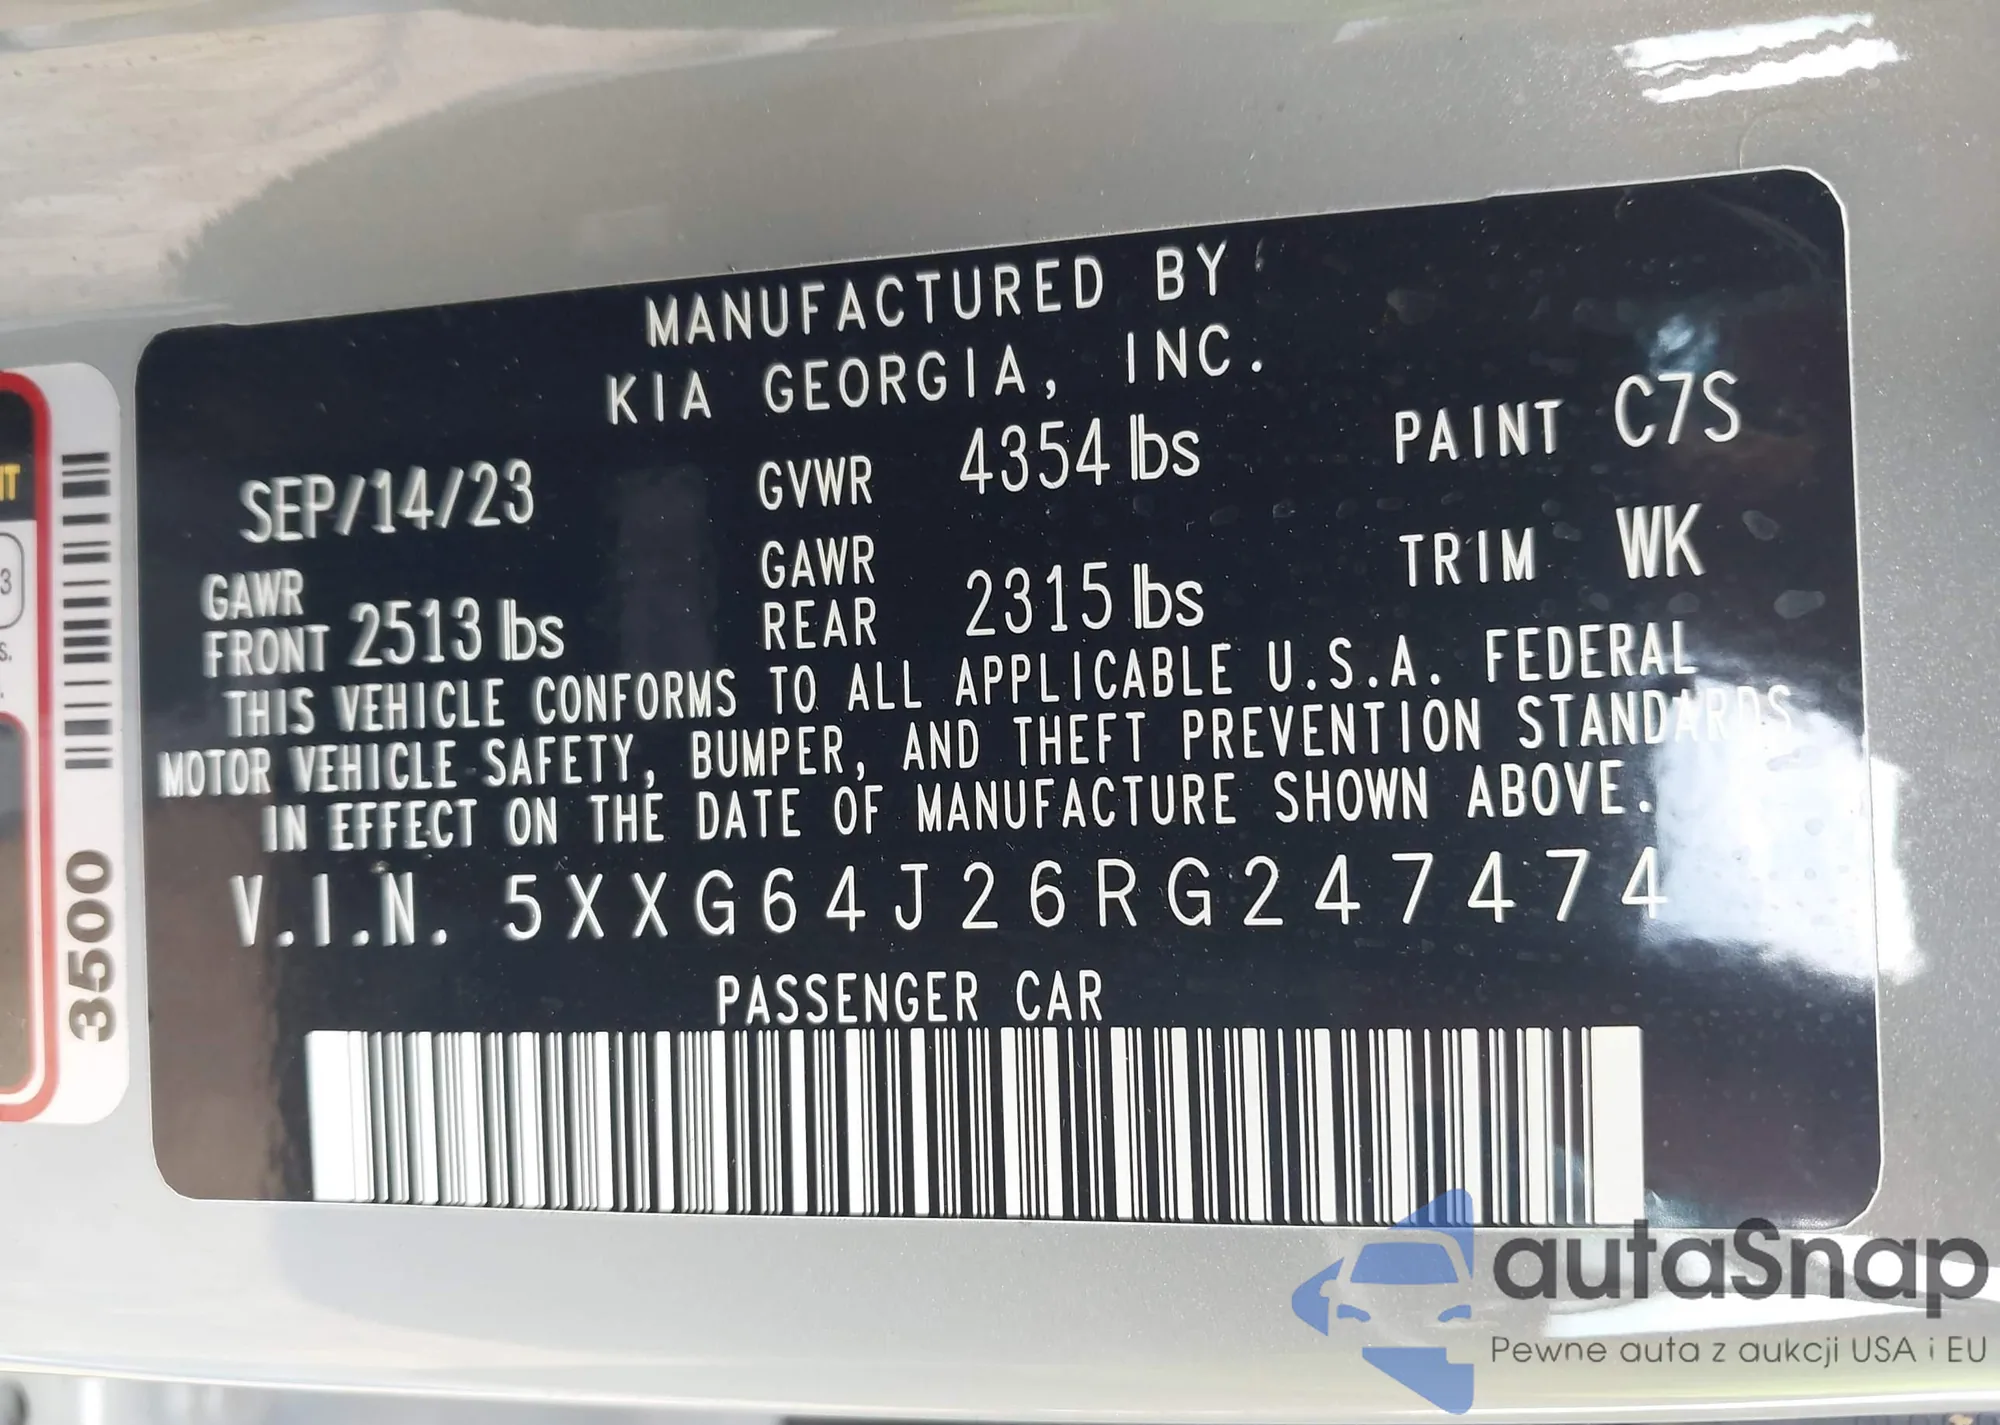 MANUFACTURED BY
KIA GEORGIA, INC.
SEP/14/23 GVWR 4354 lbs PAINT C7S
GAWR FRONT 2513 lbs GAWR REAR 2315 lbs TRIM WK
THIS VEHICLE CONFORMS TO ALL APPLICABLE U.S.A. FEDERAL
MOTOR VEHICLE SAFETY, BUMPER, AND THEFT PREVENTION STANDARDS
IN EFFECT ON THE DATE OF MANUFACTURE SHOWN ABOVE.
V.I.N. 5XXG64J26RG247474
PASSENGER CAR
3500
autaSnap
Pewne auta z aukcji USA i EU